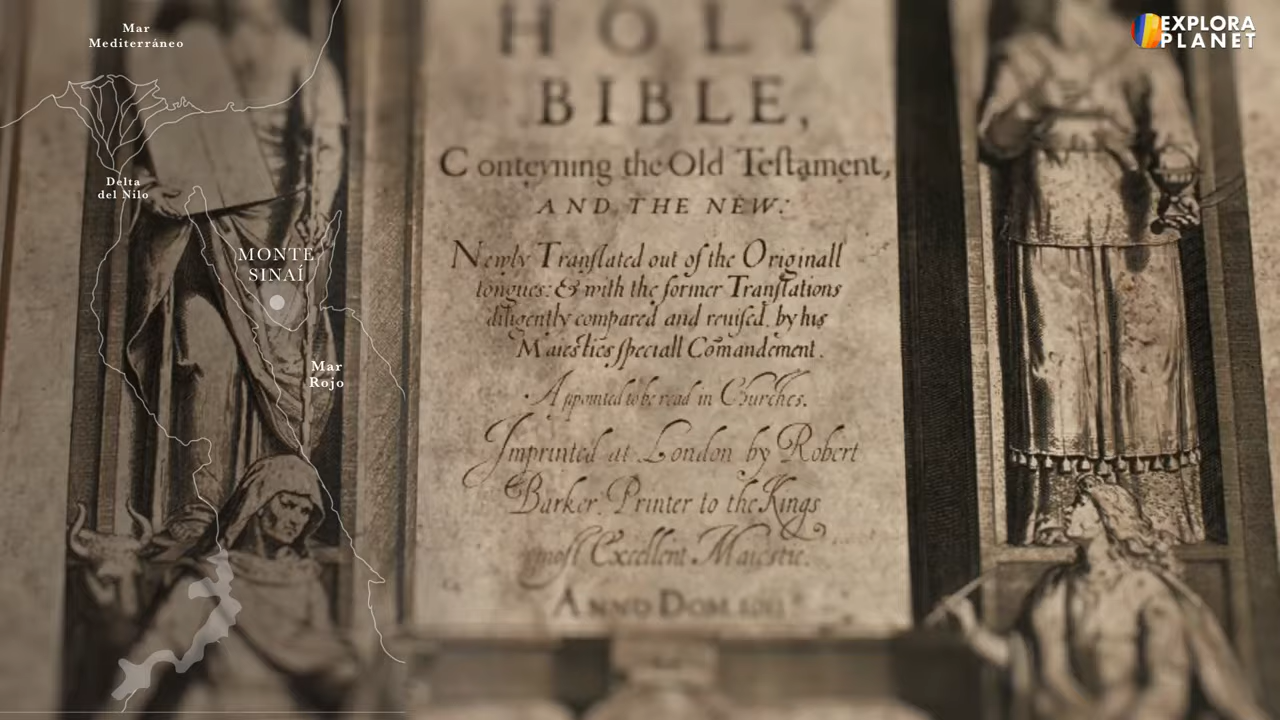 Mar
Mediterráneo
Delta
del Nilo
MONTE
SINAÍ
Mar
Rojo
EXPLORA
PLANET
HOLY
BIBLE,
Conteyning the Old Teſtament,
AND THE NEW:
Newly Tranſlated out of the Originall
tongues: & with the former Tranſlations
diligently compared and reuiſed, by his
Maiesties ſpeciall Comandement.
Appointed to be read in Churches.
Imprinted at London by Robert
Barker, Printer to the Kings
moſt Excellent Maiestie.
ANNO DOM. 1611